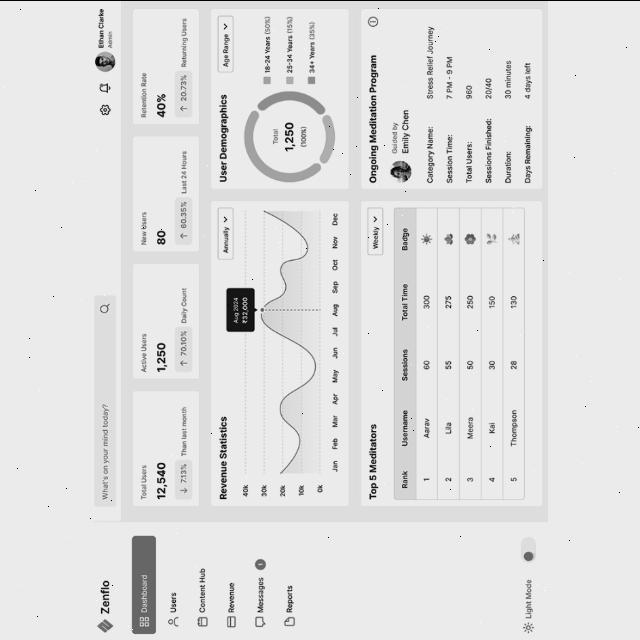 Zenflo
Dashboard
Users
Content Hub
Revenue
Messages
Reports
Light Mode
What's on your mind today?
Ethan Clarke
Admin
Total Users
12,540
↓ 7.13% Than last month
Active Users
1,250
↑ 70.10% Daily Count
New Users
80
↑ 60.35% Last 24 Hours
Retention Rate
40%
↑ 20.73% Returning Users
Revenue Statistics
Annually
40k
30k
20k
10k
0k
Aug 2024
₹32,000
Jan Feb Mar Apr May Jun Jul Aug Sep Oct Nov Dec
User Demographics
Age Range
Total
1,250
(100%)
18-24 Years (50%)
25-34 Years (15%)
34+ Years (35%)
Top 5 Meditators
Weekly
Rank Username Sessions Total Time Badge
1 Aarav 60 300
2 Lila 55 275
3 Meera 50 250
4 Kai 30 150
5 Thompson 28 130
Ongoing Meditation Program
Guided by
Emily Chen
Category Name: Stress Relief Journey
Session Time: 7 PM - 9 PM
Total Users: 960
Sessions Finished: 20/40
Duration: 30 minutes
Days Remaining: 4 days left